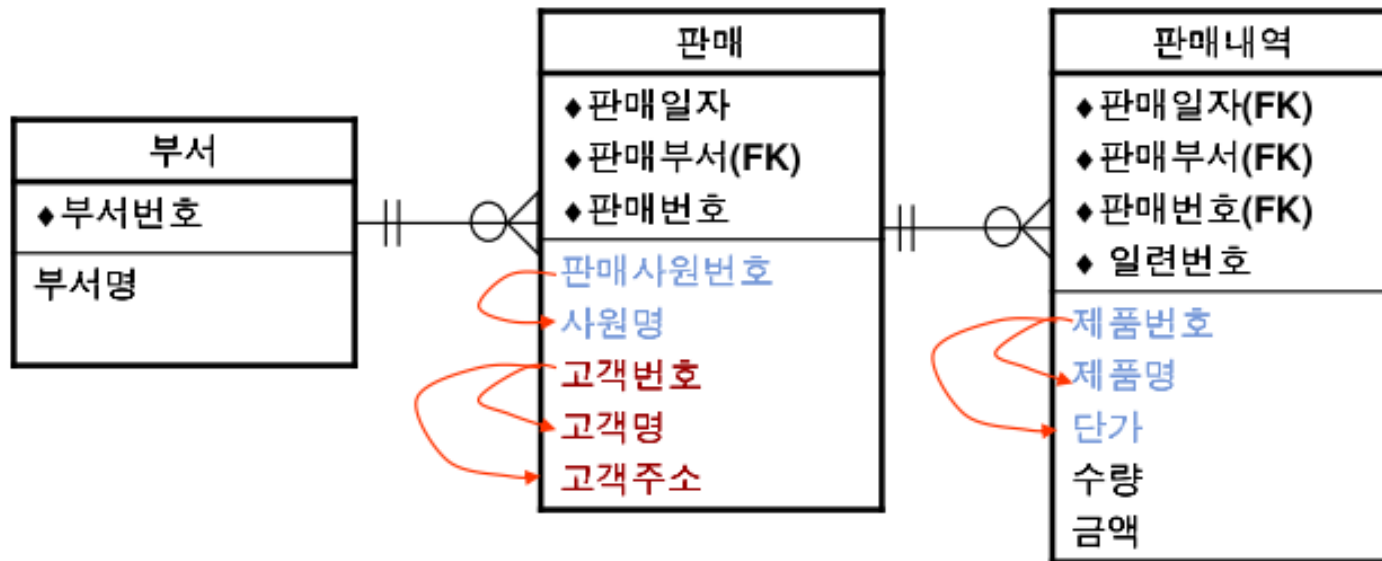 부서
◆부서번호
부서명
판매
◆판매일자
◆판매부서(FK)
◆판매번호
판매사원번호
사원명
고객번호
고객명
고객주소
판매내역
◆판매일자(FK)
◆판매부서(FK)
◆판매번호(FK)
◆ 일련번호
제품번호
제품명
단가
수량
금액